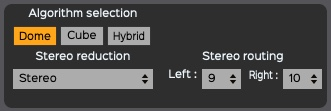 Algorithm selection
Dome Cube Hybrid
Stereo reduction Stereo routing
Stereo Left : 9 Right : 10